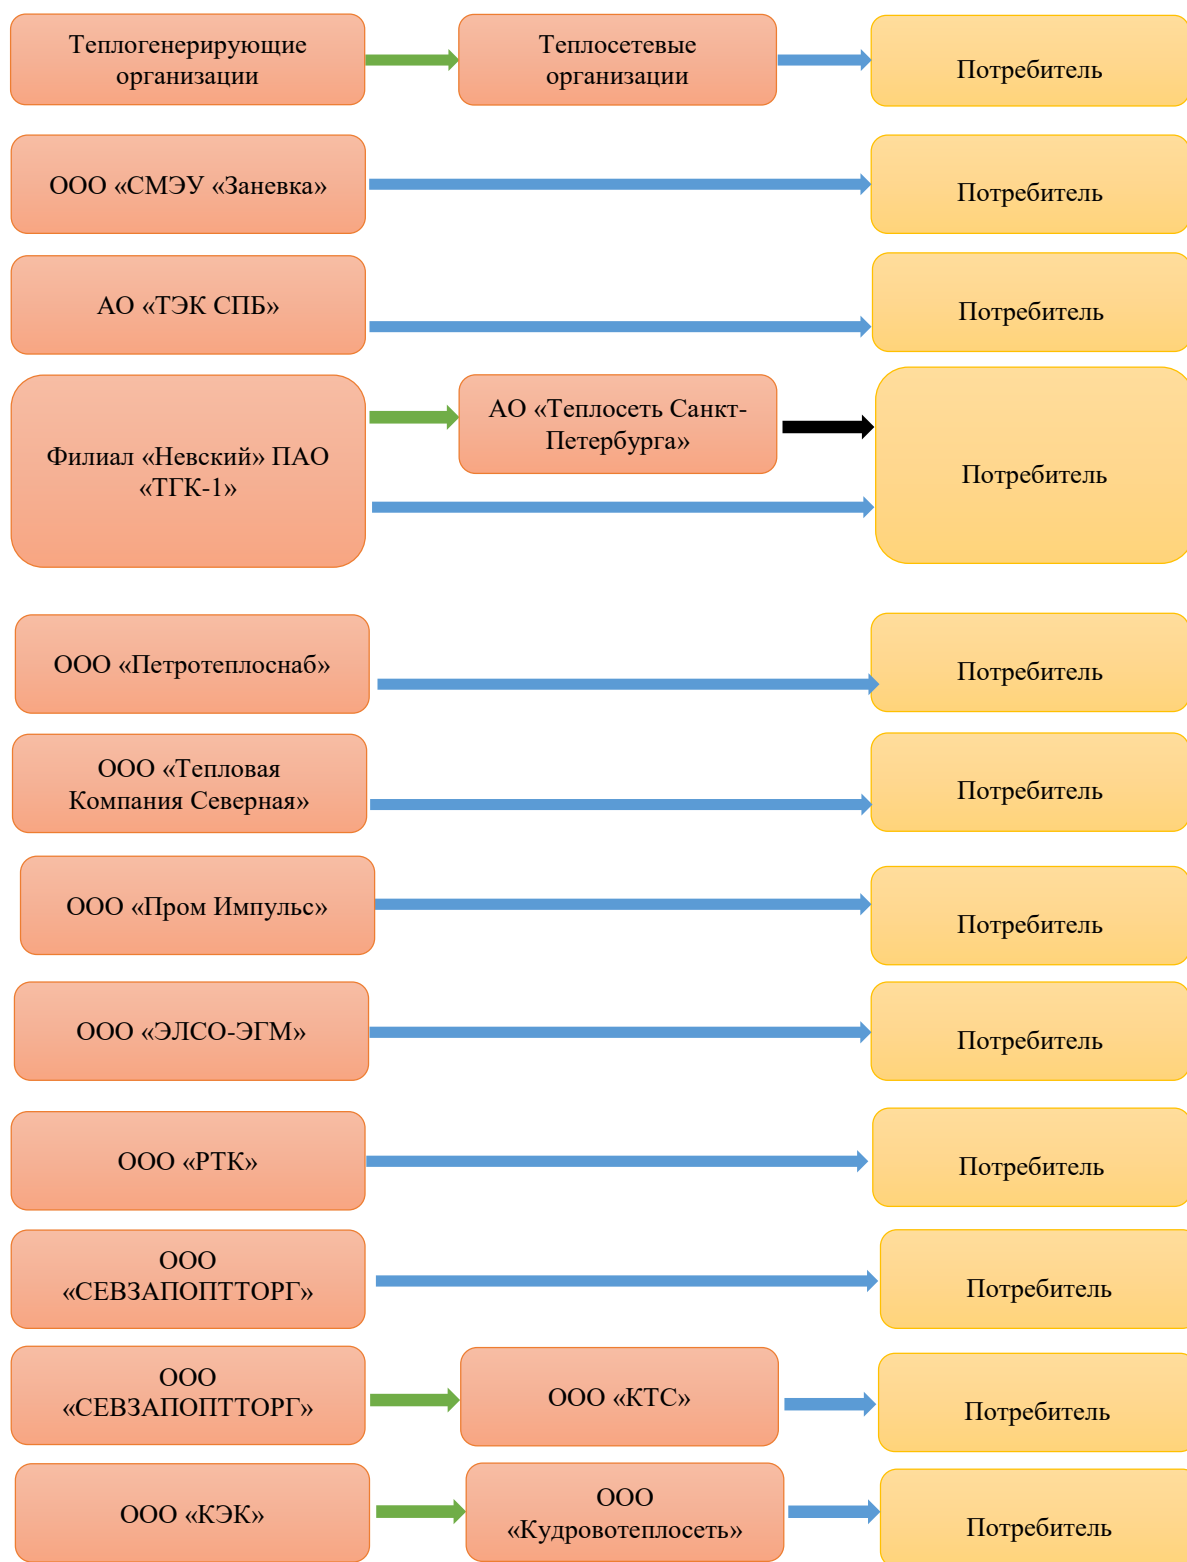 Теплогенерирующие
организации
Теплосетевые
организации
Потребитель
ООО «СМЭУ «Заневка»
Потребитель
АО «ТЭК СПБ»
Потребитель
Филиал «Невский» ПАО
«ТГК-1»
АО «Теплосеть Санкт-
Петербурга»
Потребитель
ООО «Петротеплоснаб»
Потребитель
ООО «Тепловая
Компания Северная»
Потребитель
ООО «Пром Импульс»
Потребитель
ООО «ЭЛСО-ЭГМ»
Потребитель
ООО «РТК»
Потребитель
ООО
«СЕВЗАПОПТТОРГ»
Потребитель
ООО
«СЕВЗАПОПТТОРГ»
ООО «КТС»
Потребитель
ООО «КЭК»
ООО
«Кудровотеплосеть»
Потребитель